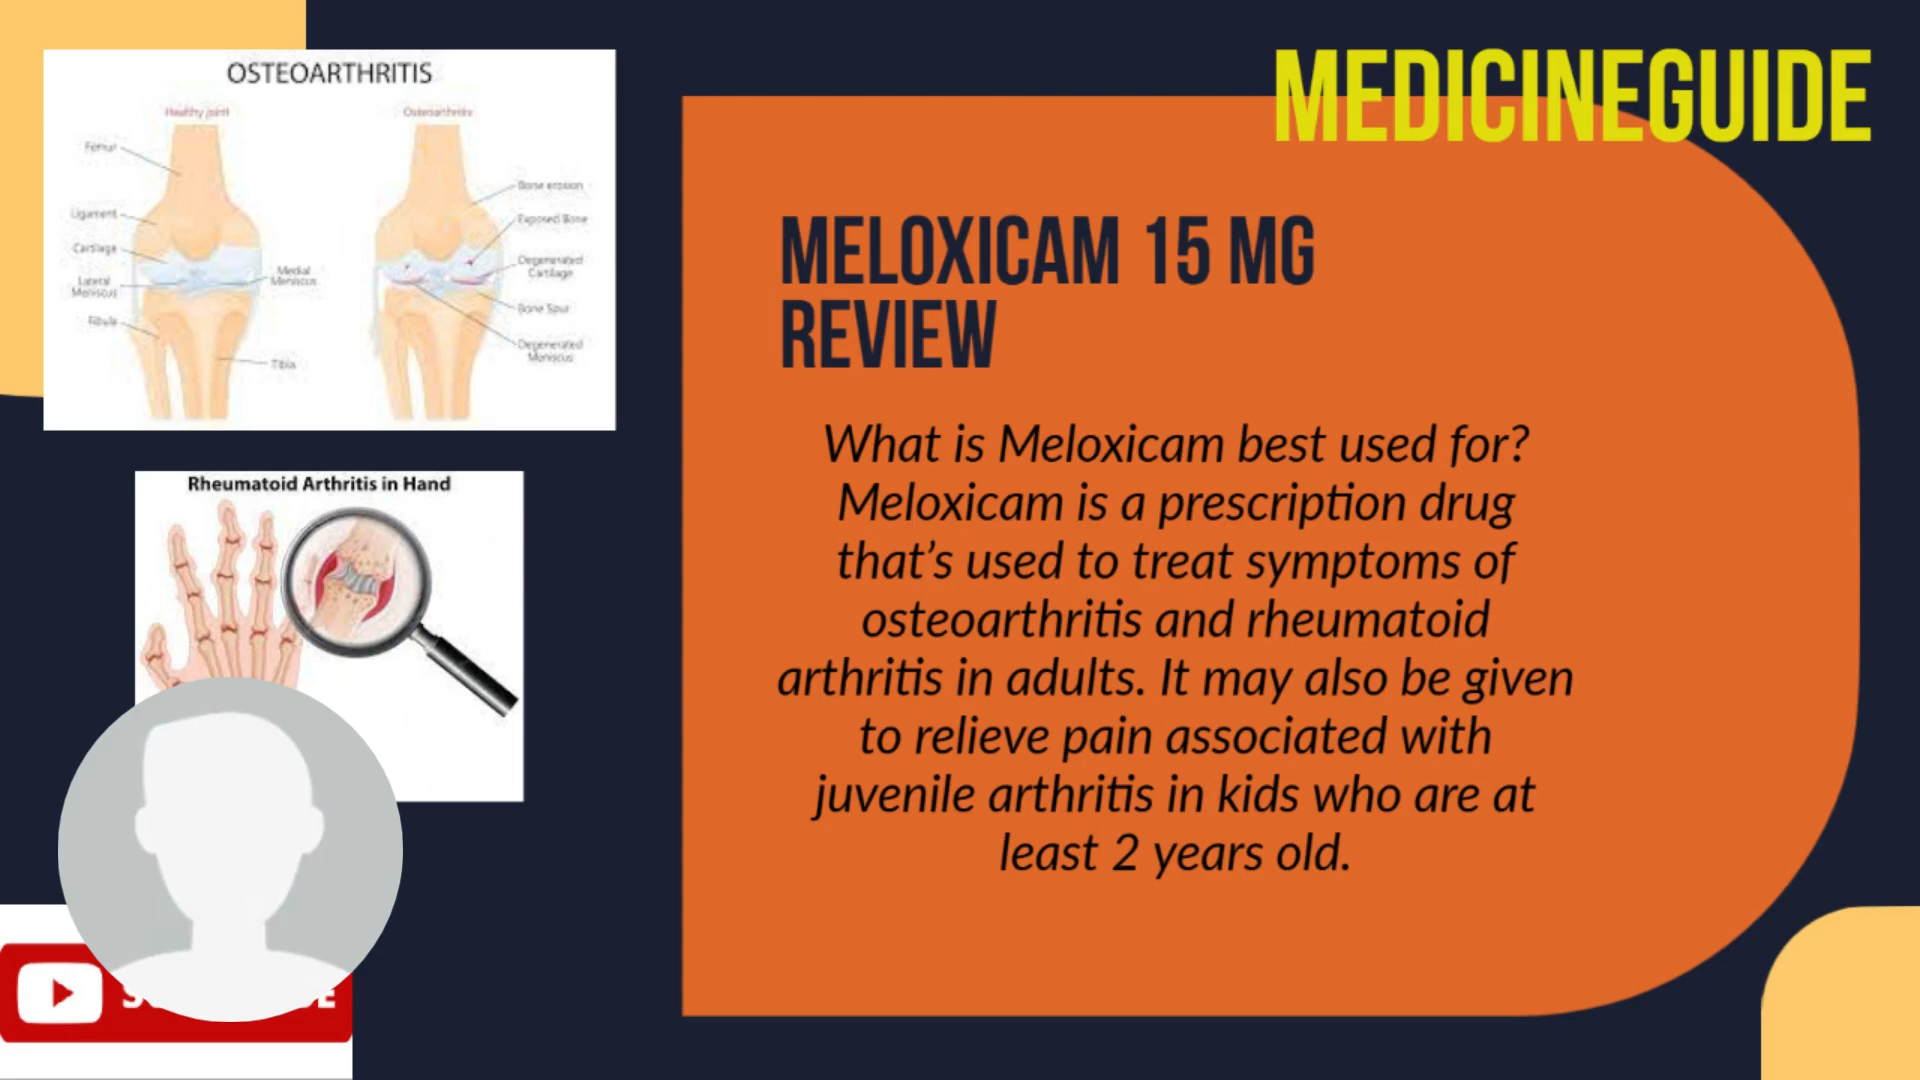 MEDICINEGUIDE
OSTEOARTHRITIS
Healthy joint
Osteoarthritis
Femur
Ligament
Cartilage
Lateral
Meniscus
Fibula
Medial
Meniscus
Tibia
Bone erosion
Exposed Bone
Degenerated
Cartilage
Bone Spur
Degenerated
Meniscus
Rheumatoid Arthritis in Hand
MELOXICAM 15 MG
REVIEW
What is Meloxicam best used for?
Meloxicam is a prescription drug
that’s used to treat symptoms of
osteoarthritis and rheumatoid
arthritis in adults. It may also be given
to relieve pain associated with
juvenile arthritis in kids who are at
least 2 years old.